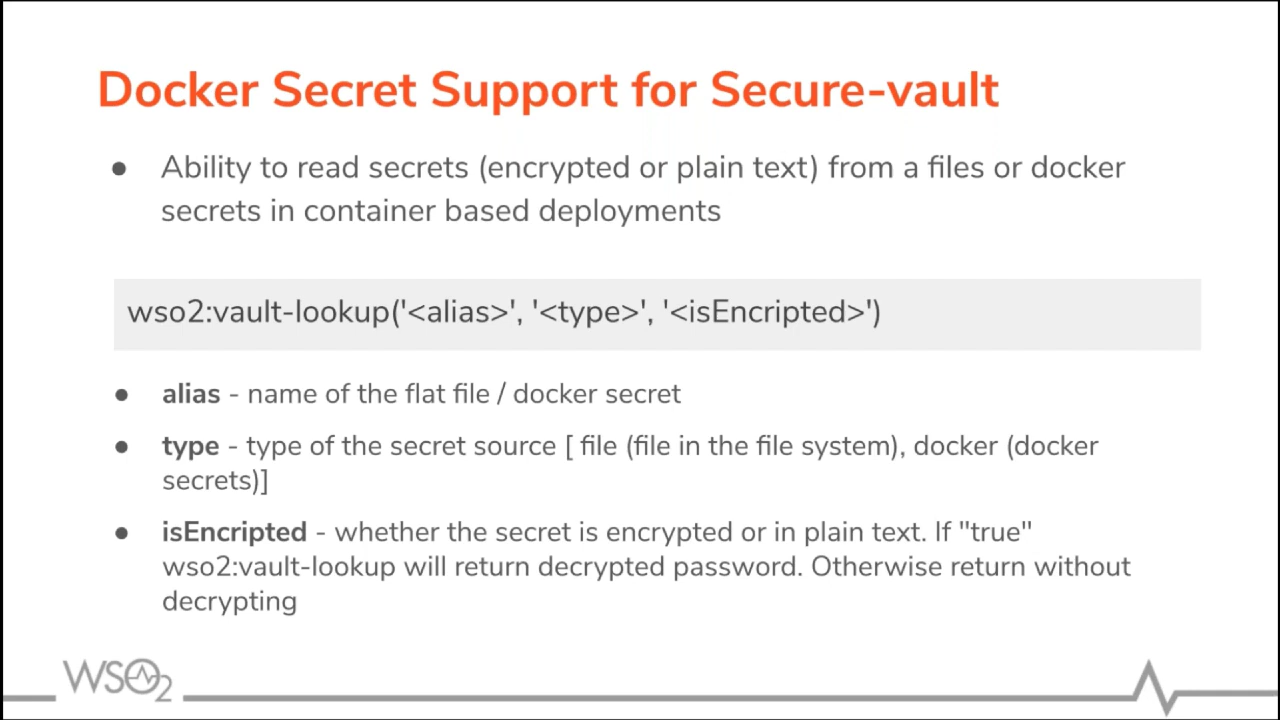 Docker Secret Support for Secure-vault
● Ability to read secrets (encrypted or plain text) from a files or docker
secrets in container based deployments
wso2:vault-lookup('<alias>', '<type>', '<isEncripted>')
● alias - name of the flat file / docker secret
● type - type of the secret source [ file (file in the file system), docker (docker
secrets)]
● isEncripted - whether the secret is encrypted or in plain text. If "true"
wso2:vault-lookup will return decrypted password. Otherwise return without
decrypting
WSO2